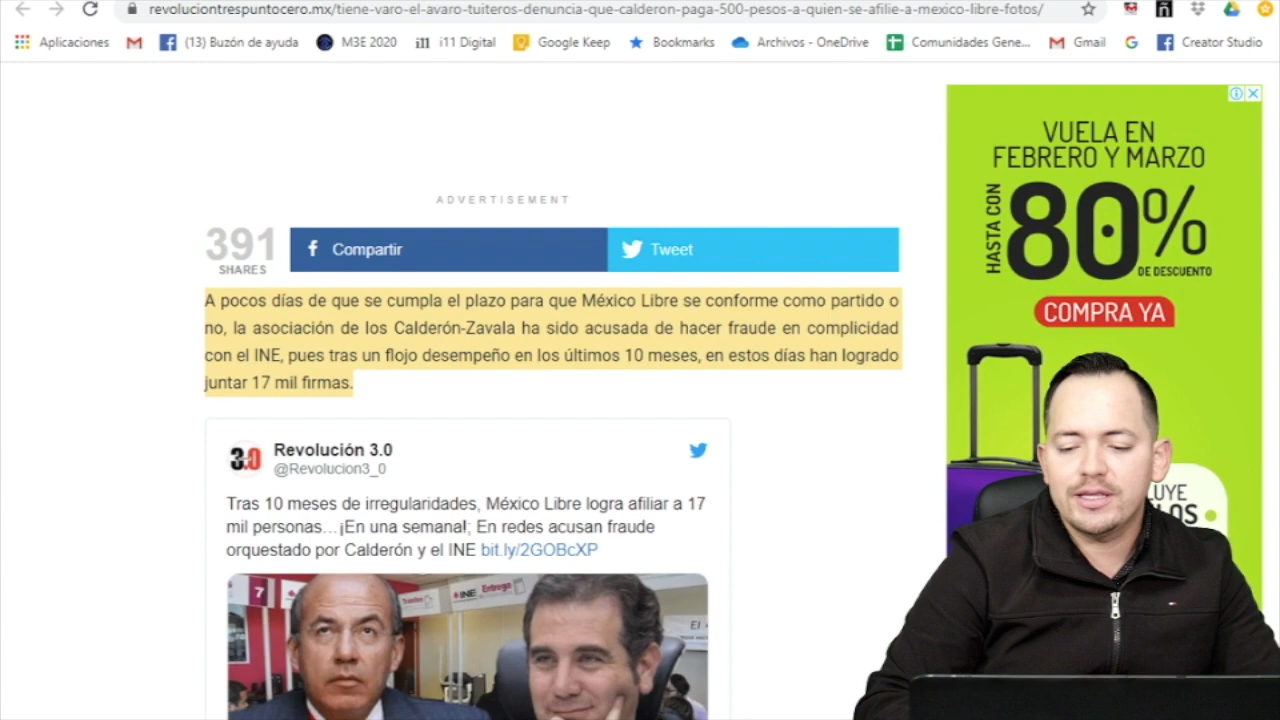 revoluciontrespuntocero.mx/tiene-varo-el-avaro-tuiteros-denuncia-que-calderon-paga-500-pesos-a-quien-se-afilie-a-mexico-libre-fotos/
Aplicaciones (13) Buzón de ayuda M3E 2020 i11 Digital Google Keep Bookmarks Archivos - OneDrive Comunidades Gene... Gmail Creator Studio
ADVERTISEMENT
391
SHARES
Compartir
Tweet
A pocos días de que se cumpla el plazo para que México Libre se conforme como partido o
no, la asociación de los Calderón-Zavala ha sido acusada de hacer fraude en complicidad
con el INE, pues tras un flojo desempeño en los últimos 10 meses, en estos días han logrado
juntar 17 mil firmas.
3.0
Revolución 3.0
@Revolucion3_0
Tras 10 meses de irregularidades, México Libre logra afiliar a 17
mil personas...¡En una semana!; En redes acusan fraude
orquestado por Calderón y el INE bit.ly/2GOBcXP
7
Trámites
INE Entrega
El
VUELA EN
FEBRERO Y MARZO
HASTA CON
80%
DE DESCUENTO
COMPRA YA